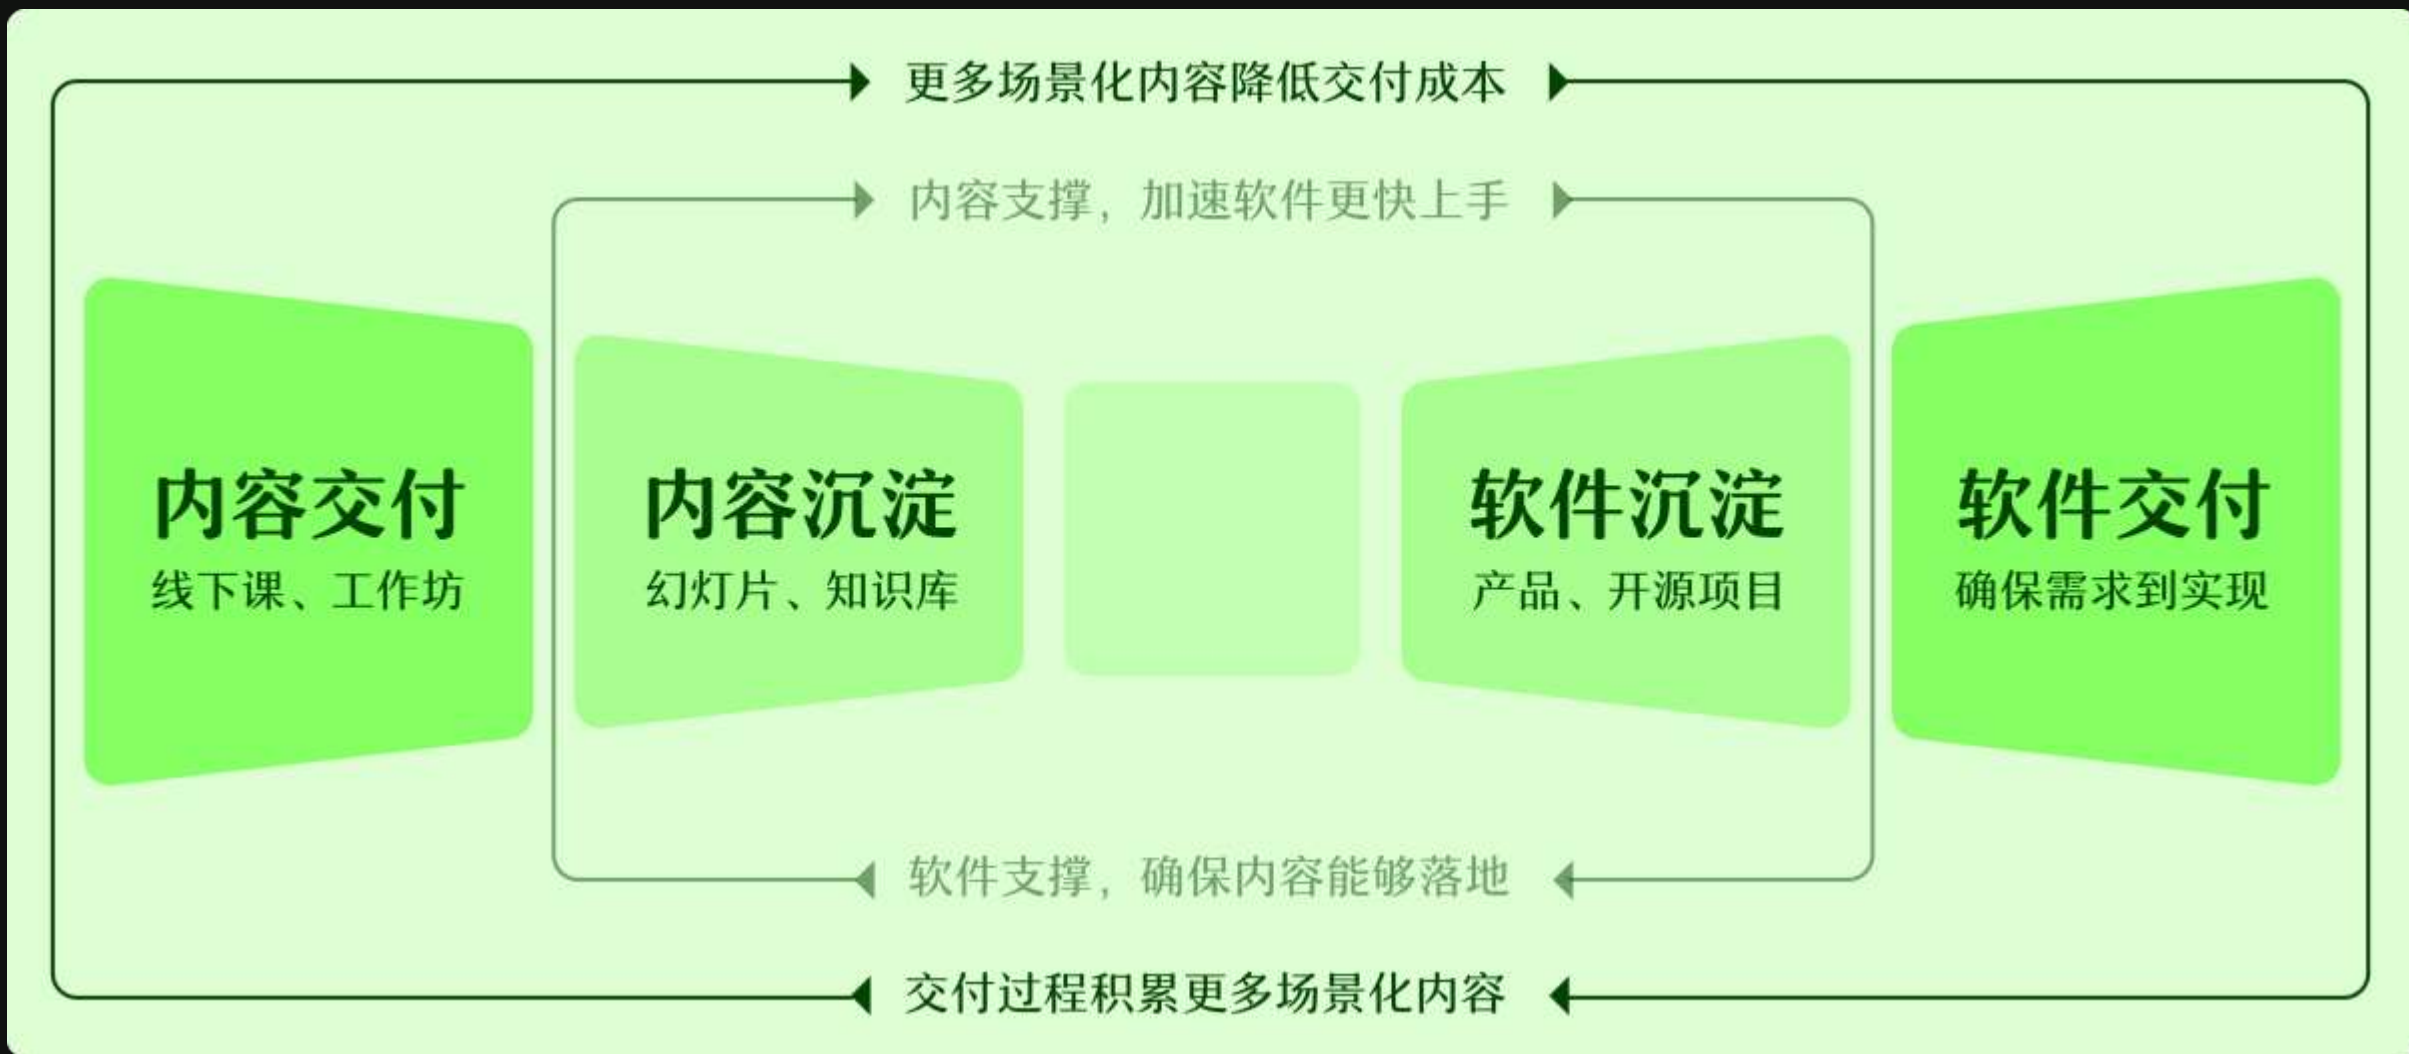 更多场景化内容降低交付成本
内容支撑，加速软件更快上手
内容交付
线下课、工作坊
内容沉淀
幻灯片、知识库
软件沉淀
产品、开源项目
软件交付
确保需求到实现
软件支撑，确保内容能够落地
交付过程积累更多场景化内容